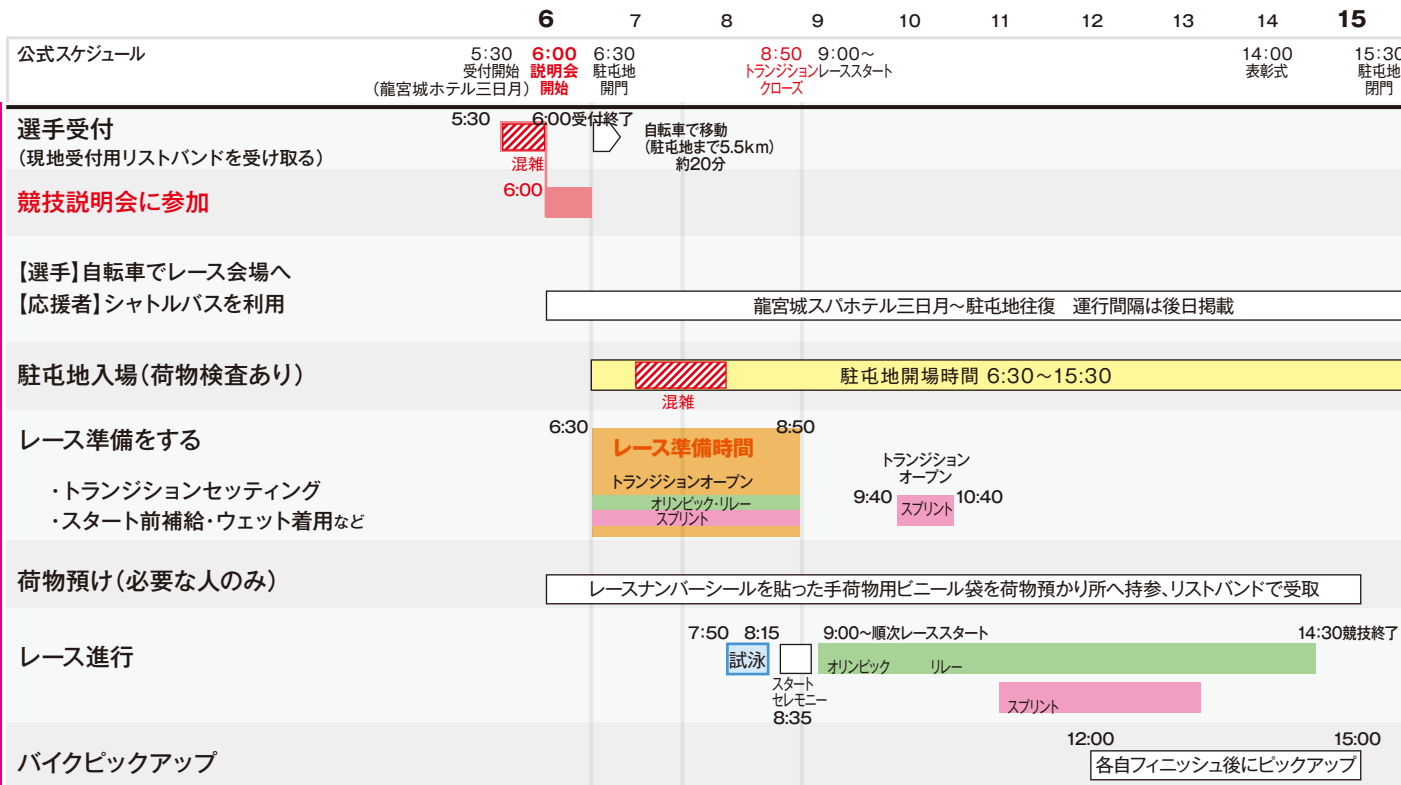 6 7 8 9 10 11 12 13 14 15
公式スケジュール
5:30
受付開始
(龍宮城ホテル三日月)
6:00
説明会
開始
6:30
駐屯地
開門
8:50
トランジション
クローズ
9:00〜
レーススタート
14:00
表彰式
15:30
駐屯地
閉門
選手受付
(現地受付用リストバンドを受け取る)
5:30
6:00受付終了
混雑
自転車で移動
(駐屯地まで5.5km)
約20分
競技説明会に参加
6:00
【選手】自転車でレース会場へ
【応援者】シャトルバスを利用
龍宮城スパホテル三日月〜駐屯地往復 運行間隔は後日掲載
駐屯地入場(荷物検査あり)
駐屯地開場時間 6:30〜15:30
混雑
レース準備をする
・トランジションセッティング
・スタート前補給・ウェット着用など
6:30
8:50
レース準備時間
トランジションオープン
オリンピック・リレー
スプリント
トランジション
オープン
9:40
10:40
スプリント
荷物預け(必要な人のみ)
レースナンバーシールを貼った手荷物用ビニール袋を荷物預かり所へ持参、リストバンドで受取
レース進行
7:50
8:15
試泳
スタート
セレモニー
8:35
9:00〜順次レーススタート
14:30競技終了
オリンピック
リレー
スプリント
バイクピックアップ
12:00
15:00
各自フィニッシュ後にピックアップ